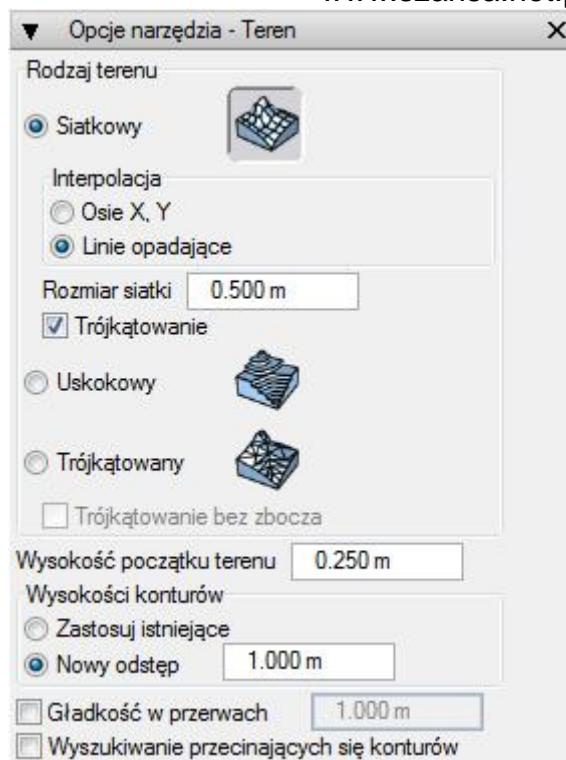 Opcje narzędzia - Teren
Rodzaj terenu
Siatkowy
Interpolacja
Osie X, Y
Linie opadające
Rozmiar siatki 0.500 m
Trójkątowanie
Uskokowy
Trójkątowany
Trójkątowanie bez zbocza
Wysokość początku terenu 0.250 m
Wysokości konturów
Zastosuj istniejące
Nowy odstęp 1.000 m
Gładkość w przerwach 1.000 m
Wyszukiwanie przecinających się konturów